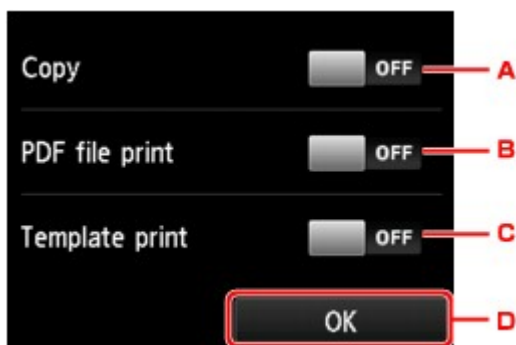 Copy OFF A
PDF file print OFF B
Template print OFF C
OK D